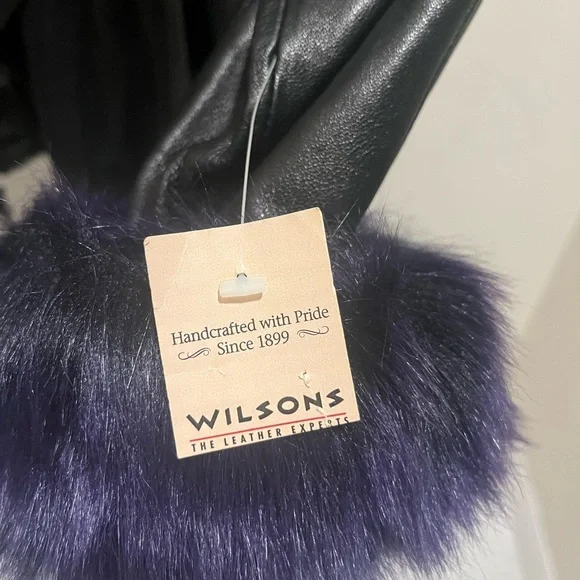 Handcrafted with Pride
Since 1899
WILSONS
THE LEATHER EXPERTS